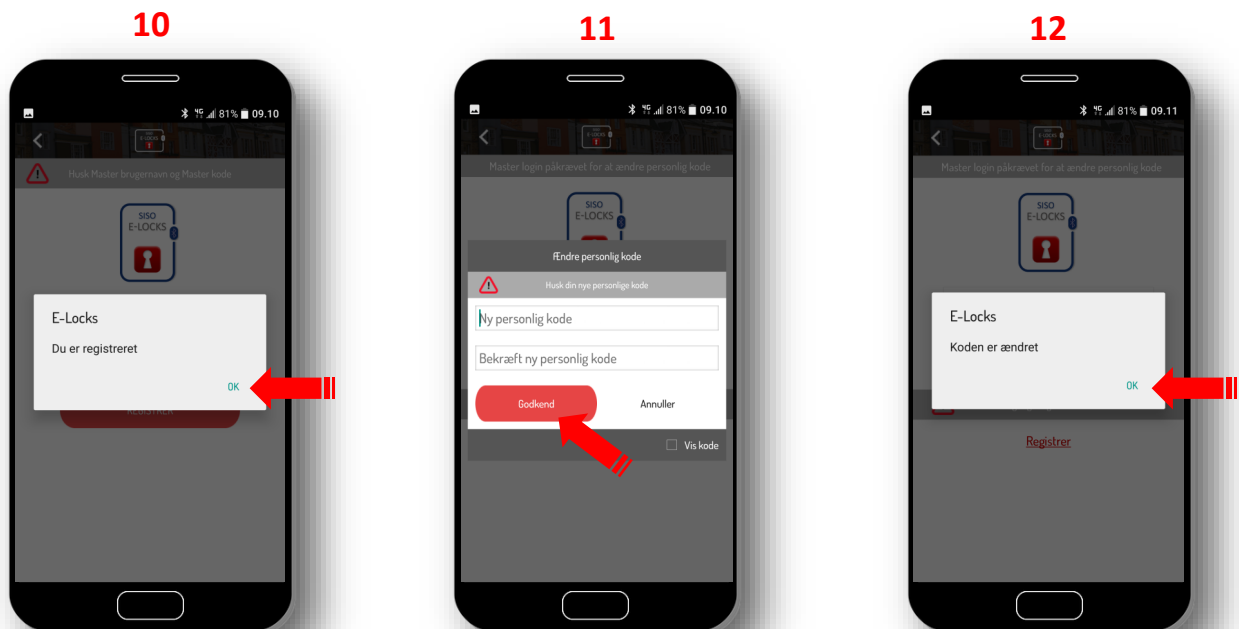 10
11
12
81% 09.10
Husk Master brugernavn og Master kode
SISO
E-LOCKS
E-Locks
Du er registreret
OK
REGISTRER
4G 81% 09.10
Master login påkrævet for at ændre personlig kode
SISO
E-LOCKS
Ændre personlig kode
Husk din nye personlige kode
Ny personlig kode
Bekræft ny personlig kode
Godkend Annuller
Vis kode
4G 81% 09.11
Master login påkrævet for at ændre personlig kode
SISO
E-LOCKS
E-Locks
Koden er ændret
OK
Registrer